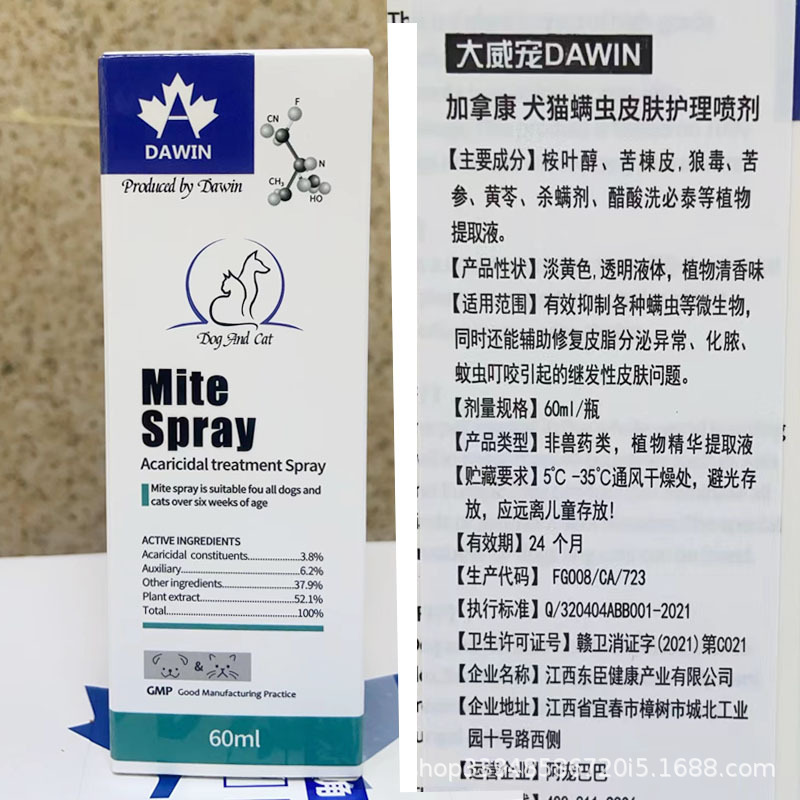 DAWIN
Produced by Dawin
F
CN
N
CH₃
HO
Dog And Cat
Mite
Spray
Acaricidal treatment Spray
Mite spray is suitable fou all dogs and
cats over six weeks of age
ACTIVE INGREDIENTS
Acaricidal constituents....................3.8%
Auxiliary....................6.2%
Other ingredients....................37.9%
Plant extract....................52.1%
Total....................100%
&
GMP Good Manufacturing Practice
60ml
大威宠DAWIN
加拿康 犬猫螨虫皮肤护理喷剂
【主要成分】桉叶醇、苦楝皮,狼毒、苦
参、黄芩、杀螨剂、醋酸洗必泰等植物
提取液。
【产品性状】淡黄色,透明液体，植物清香味
【适用范围】有效抑制各种螨虫等微生物，
同时还能辅助修复皮脂分泌异常、化脓、
蚊虫叮咬引起的继发性皮肤问题。
【剂量规格】60ml/瓶
【产品类型】非兽药类，植物精华提取液
【贮藏要求】5℃ -35℃通风干燥处，避光存
放，应远离儿童存放!
【有效期】24 个月
【生产代码】 FG008/CA/723
【执行标准】Q/320404ABB001-2021
【卫生许可证号】赣卫消证字(2021)第C021
【企业名称】江西东臣健康产业有限公司
【企业地址】江西省宜春市樟树市城北工业
园十号路西侧
【运营企业】阿宠巴巴